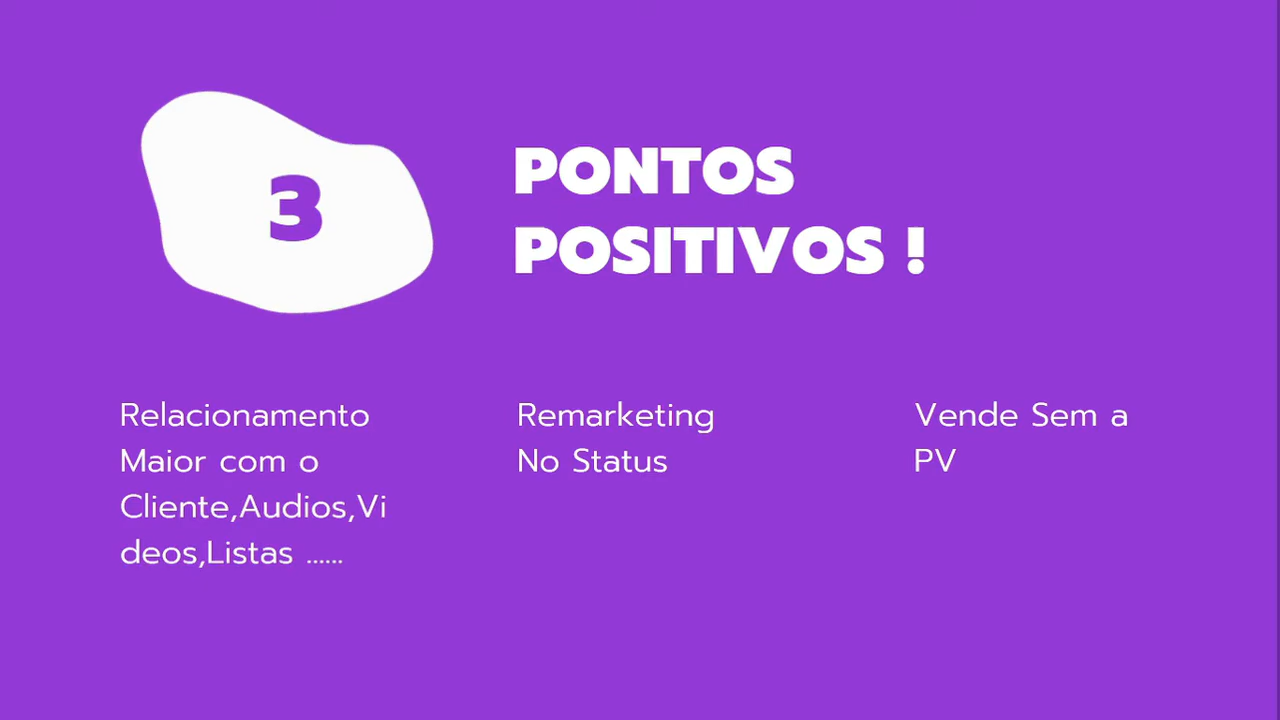 3
PONTOS
POSITIVOS !
Relacionamento
Maior com o
Cliente,Audios,Vi
deos,Listas ......
Remarketing
No Status
Vende Sem a
PV